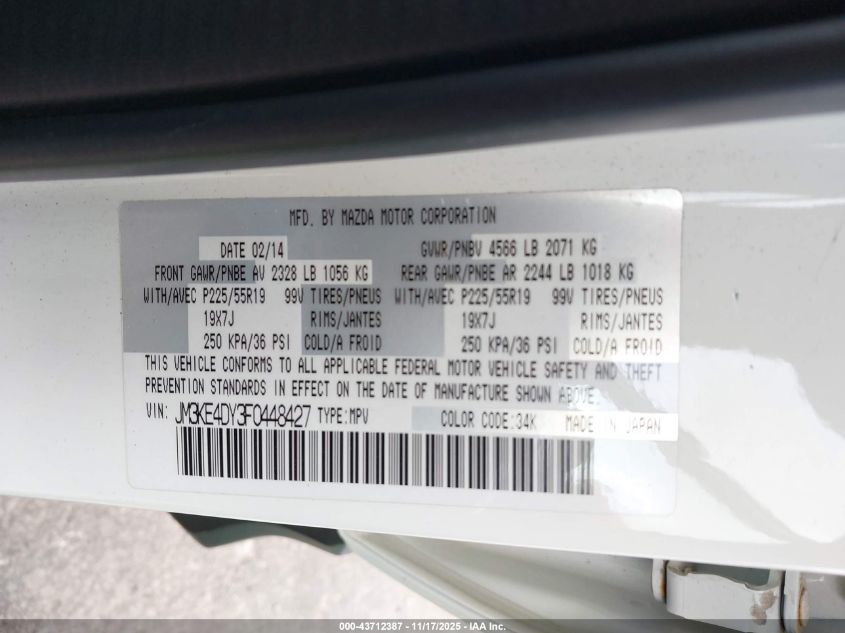 MFD. BY MAZDA MOTOR CORPORATION
DATE 02/14 GVWR/PNBV 4566 LB 2071 KG
FRONT GAWR/PNBE AV 2328 LB 1056 KG REAR GAWR/PNBE AR 2244 LB 1018 KG
WITH/AVEC P225/55R19 99V TIRES/PNEUS WITH/AVEC P225/55R19 99V TIRES/PNEUS
19X7J RIMS/JANTES 19X7J RIMS/JANTES
250 KPA/36 PSI COLD/A FROID 250 KPA/36 PSI COLD/A FROID
THIS VEHICLE CONFORMS TO ALL APPLICABLE FEDERAL MOTOR VEHICLE SAFETY AND THEFT
PREVENTION STANDARDS IN EFFECT ON THE DATE OF MANUFACTURE SHOWN ABOVE.
VIN: JM3KE4DY3F0448427 TYPE:MPV COLOR CODE:34K MADE IN JAPAN
000-43712387 - 11/17/2025 - IAA Inc.